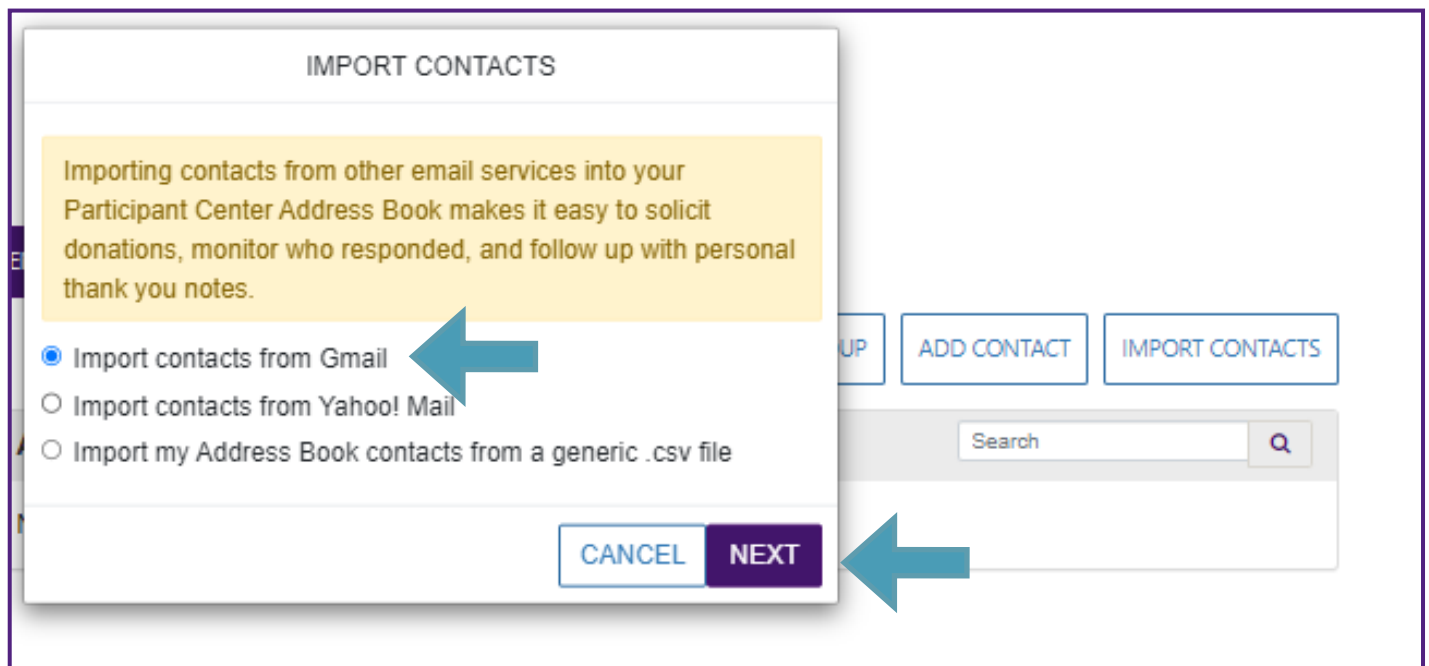 IMPORT CONTACTS
Importing contacts from other email services into your
Participant Center Address Book makes it easy to solicit
donations, monitor who responded, and follow up with personal
thank you notes.
Import contacts from Gmail
Import contacts from Yahoo! Mail
Import my Address Book contacts from a generic .csv file
CANCEL
NEXT
UP
ADD CONTACT
IMPORT CONTACTS
Search